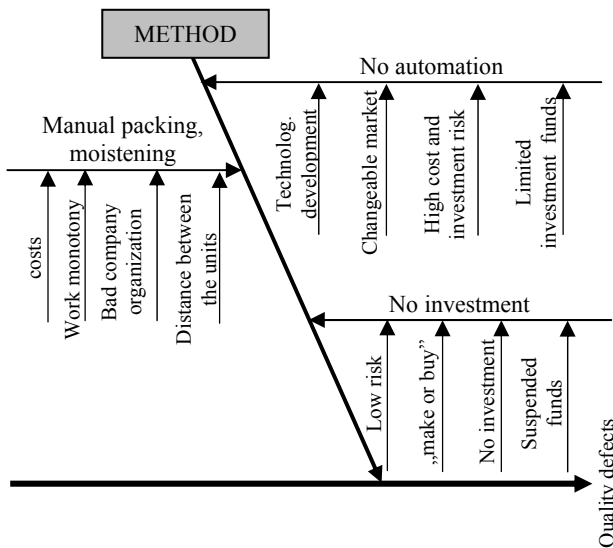 METHOD
No automation
Technolog.
development
Changeable market
High cost and
investment risk
Limited
investment funds
Manual packing,
moistening
costs
Work monotony
Bad company
organization
Distance between
the units
No investment
Low risk
„make or buy”
No investment
Suspended
funds
Quality defects